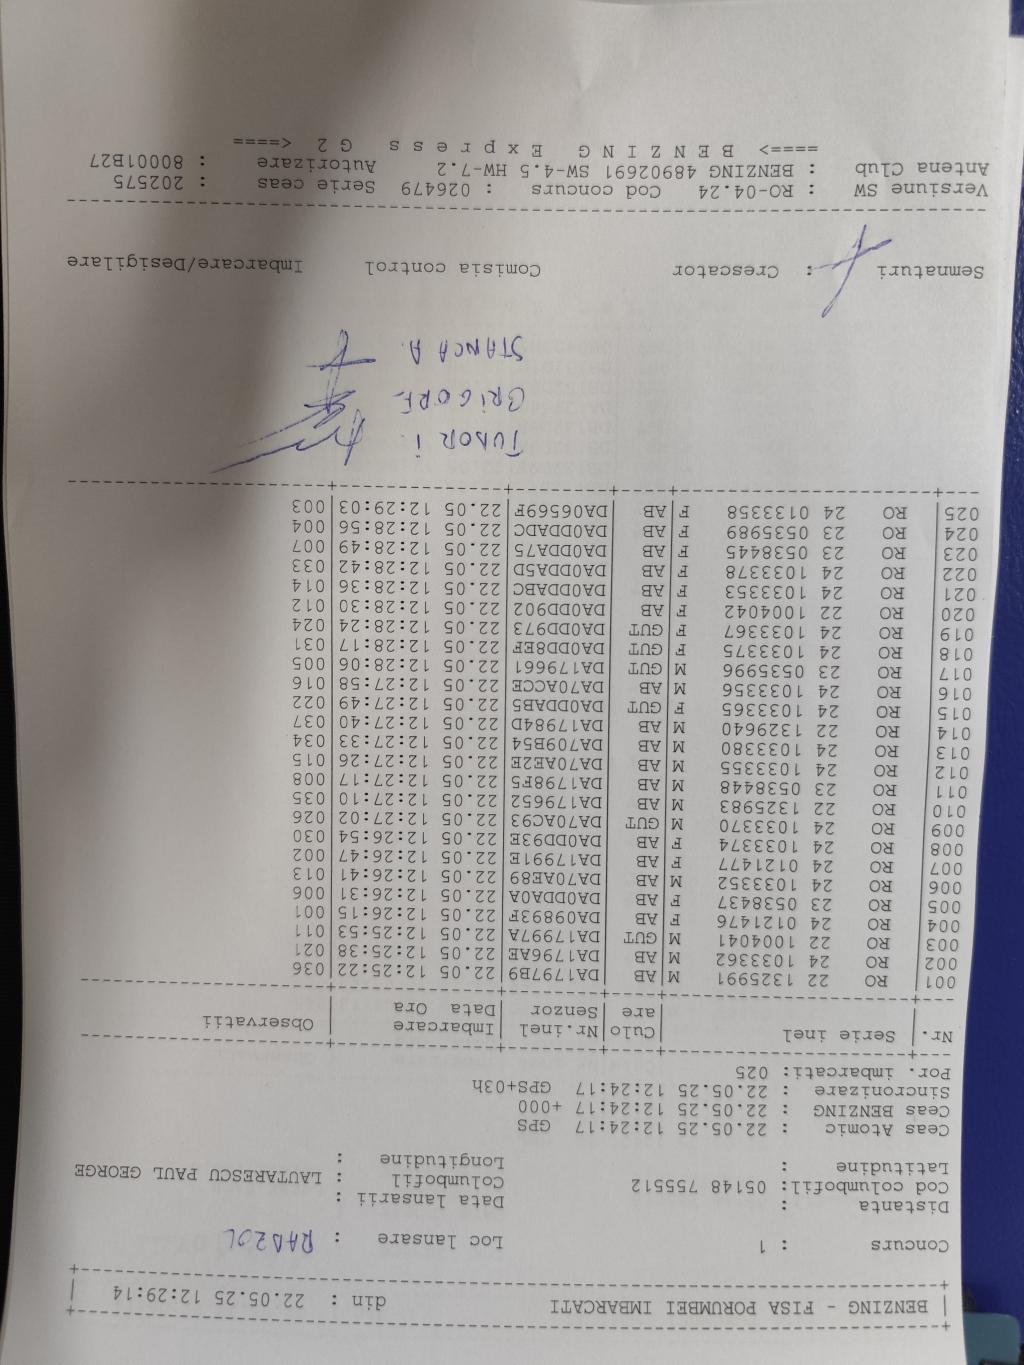 BENZING - FISA PORUMBEI IMBARCATI din : 22.05.25 12:29:14
Concurs : 1 Loc lansare :
Distanta : Data lansarii :
Cod columbofil: 05148 755512 Columbofil : LAUTARESCU PAUL GEORGE
Latitudine : Longitudine :
Ceas Atomic : 22.05.25 12:24:17 GPS
Ceas BENZING : 22.05.25 12:24:17 +000
Sincronizare : 22.05.25 12:24:17 GPS+03h
Por. imbarcati: 025
Nr.| Serie inel |Culo|Nr.inel|Imbarcare | Observatii
| |are |Senzor |Data Ora |
001| RO 22 1325991 M|AB |DA1797B9|22.05 12:25:22|036
002| RO 24 1033362 M|AB |DA1796AE|22.05 12:25:38|021
003| RO 22 1004041 M|GUT |DA17997A|22.05 12:25:53|011
004| RO 24 0121476 F|AB |DA09893F|22.05 12:26:15|001
005| RO 23 0538437 F|AB |DA0DDA0A|22.05 12:26:31|006
006| RO 24 1033352 M|AB |DA70AE89|22.05 12:26:41|013
007| RO 24 0121477 F|AB |DA17991E|22.05 12:26:47|002
008| RO 24 1033374 F|AB |DA0DD93E|22.05 12:26:54|030
009| RO 24 1033370 M|GUT |DA70AC93|22.05 12:27:02|026
010| RO 22 1325983 M|AB |DA179652|22.05 12:27:10|035
011| RO 23 0538448 M|AB |DA1798F5|22.05 12:27:17|008
012| RO 24 1033355 M|AB |DA70AE2E|22.05 12:27:26|015
013| RO 24 1033380 M|AB |DA709B54|22.05 12:27:33|034
014| RO 22 1329640 M|AB |DA17984D|22.05 12:27:40|037
015| RO 24 1033365 F|GUT |DA0DDAB5|22.05 12:27:49|022
016| RO 24 1033356 M|AB |DA70ACCE|22.05 12:27:58|016
017| RO 23 0535996 M|GUT |DA179661|22.05 12:28:06|005
018| RO 24 1033375 F|GUT |DA0DD8EF|22.05 12:28:17|031
019| RO 24 1033367 F|GUT |DA0DD973|22.05 12:28:24|024
020| RO 22 1004042 F|AB |DA0DD902|22.05 12:28:30|012
021| RO 24 1033353 F|AB |DA0DDABC|22.05 12:28:36|014
022| RO 24 1033378 F|AB |DA0DDA5D|22.05 12:28:42|033
023| RO 23 0538445 F|AB |DA0DDA75|22.05 12:28:49|007
024| RO 23 0535989 F|AB |DA0DDADC|22.05 12:28:56|004
025| RO 24 0133358 F|AB |DA06569F|22.05 12:29:03|003
TUDOR I.
GRIGORE
STANCA A.
Semnaturi : Crescator Comisia control Imbarcare/Desigilare
Versiune SW : RO-04.24 Cod concurs : 026479 Serie ceas : 202575
Antena Club : BENZING 48902691 SW-4.5 HW-7.2 Autorizare : 80001B27
====> BENZING Express G2 <====